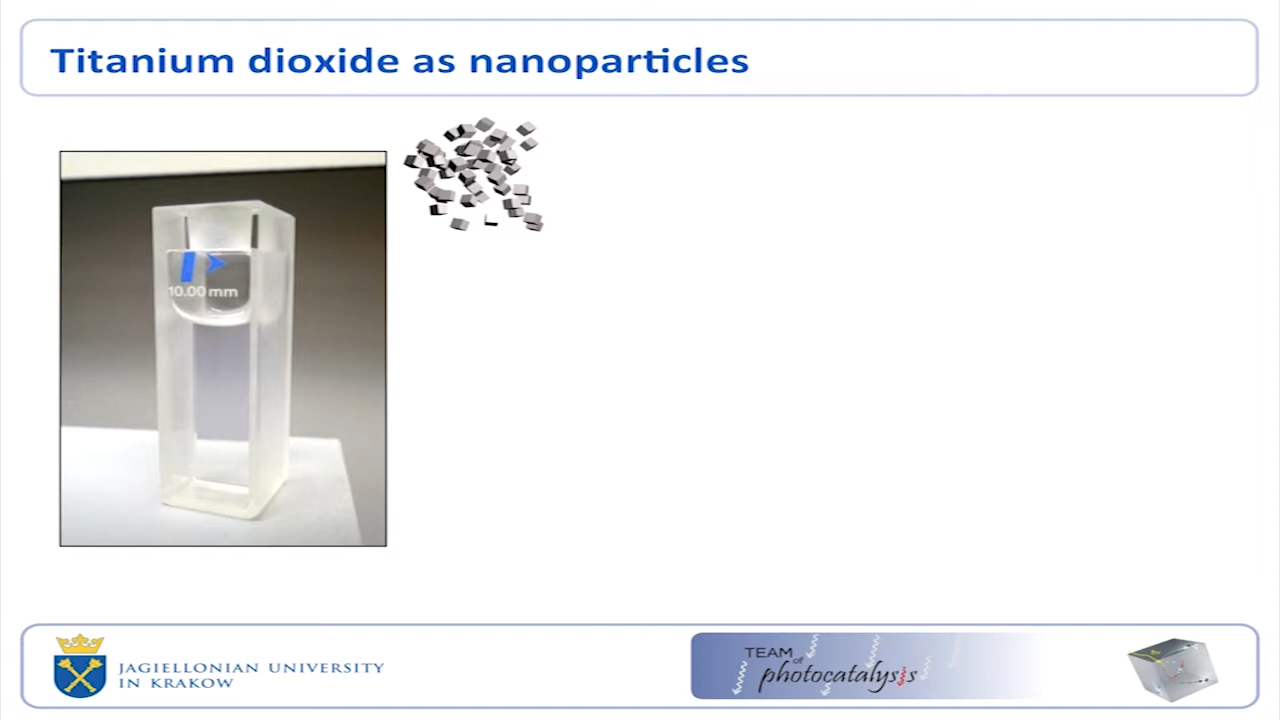 Titanium dioxide as nanoparticles
10.00 mm
JAGIELLONIAN UNIVERSITY
IN KRAKOW
TEAM of
photocatalysis